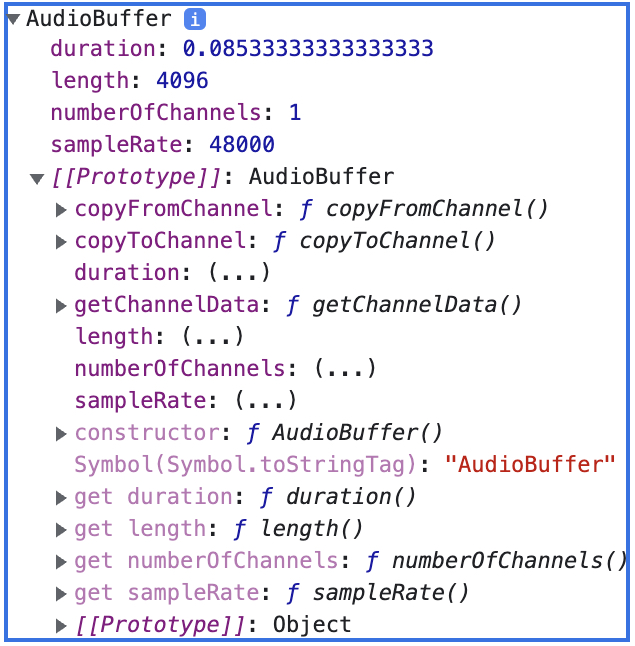 AudioBuffer i
duration: 0.08533333333333333
length: 4096
numberOfChannels: 1
sampleRate: 48000
[[Prototype]]: AudioBuffer
copyFromChannel: ƒ copyFromChannel()
copyToChannel: ƒ copyToChannel()
duration: (...)
getChannelData: ƒ getChannelData()
length: (...)
numberOfChannels: (...)
sampleRate: (...)
constructor: ƒ AudioBuffer()
Symbol(Symbol.toStringTag): "AudioBuffer"
get duration: ƒ duration()
get length: ƒ length()
get numberOfChannels: ƒ numberOfChannels()
get sampleRate: ƒ sampleRate()
[[Prototype]]: Object